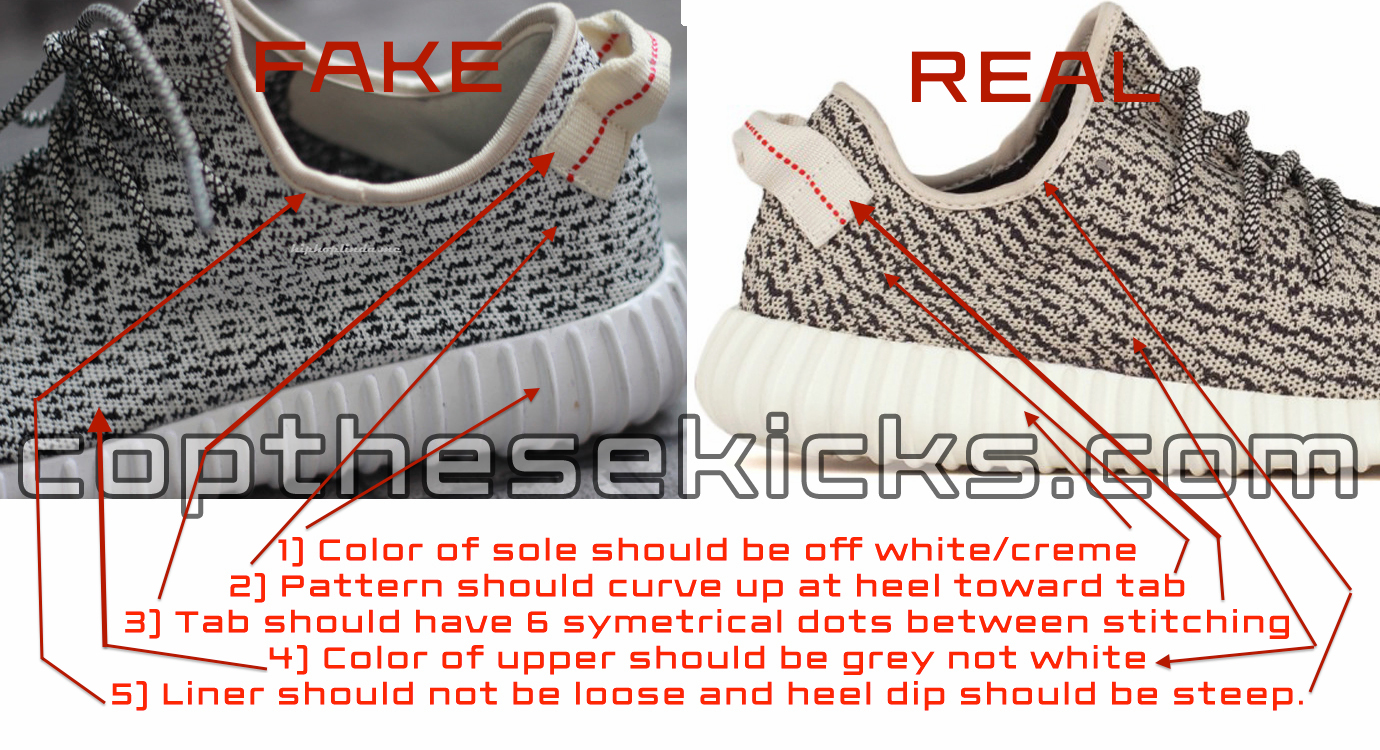 FAKE
REAL
hiphoplinda.me
copthesekicks.com
1] Color of sole should be off white/creme
2] Pattern should curve up at heel toward tab
3] Tab should have 6 symetrical dots between stitching
4] Color of upper should be grey not white
5] Liner should not be loose and heel dip should be steep.